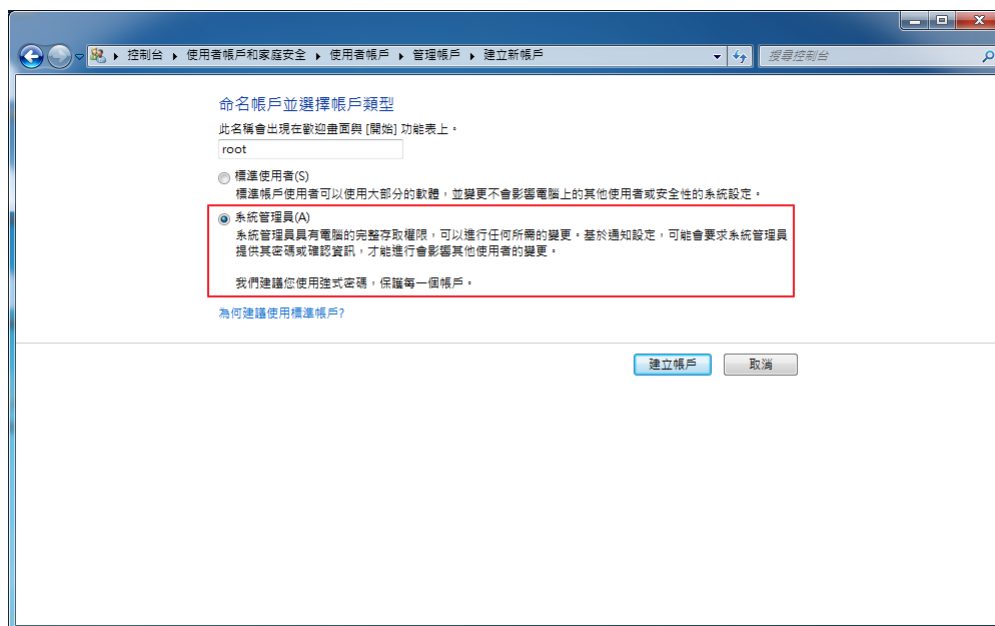 控制台 ▸ 使用者帳戶和家庭安全 ▸ 使用者帳戶 ▸ 管理帳戶 ▸ 建立新帳戶
搜尋控制台
命名帳戶並選擇帳戶類型
此名稱會出現在歡迎畫面與 [開始] 功能表上。
root
標準使用者(S)
標準帳戶使用者可以使用大部分的軟體，並變更不會影響電腦上的其他使用者或安全性的系統設定。
系統管理員(A)
系統管理員具有電腦的完整存取權限，可以進行任何所需的變更。基於通知設定，可能會要求系統管理員
提供其密碼或確認資訊，才能進行會影響其他使用者的變更。
我們建議您使用強式密碼，保護每一個帳戶。
為何建議使用標準帳戶?
建立帳戶
取消